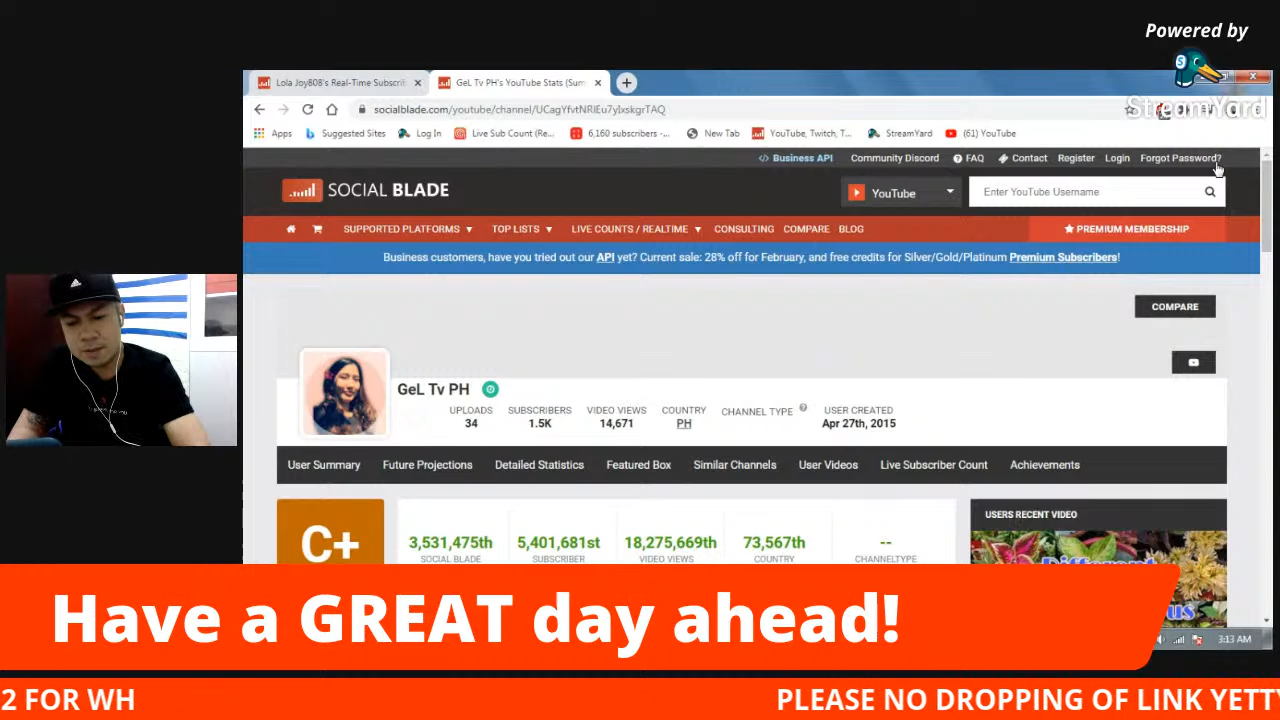 Powered by
StreamYard
Lola Joy808's Real-Time Subscri
GeL Tv PH's YouTube Stats (Sum
socialblade.com/youtube/channel/UCagYfvtNRlEu7yIxskgrTAQ
Apps
Suggested Sites
Log In
Live Sub Count (Re...
6,160 subscribers -...
New Tab
YouTube, Twitch, T...
StreamYard
(61) YouTube
Business API
Community Discord
FAQ
Contact
Register
Login
Forgot Password?
SOCIAL BLADE
YouTube
Enter YouTube Username
SUPPORTED PLATFORMS
TOP LISTS
LIVE COUNTS / REALTIME
CONSULTING
COMPARE
BLOG
PREMIUM MEMBERSHIP
Business customers, have you tried out our API yet? Current sale: 28% off for February, and free credits for Silver/Gold/Platinum Premium Subscribers!
COMPARE
GeL Tv PH
UPLOADS
34
SUBSCRIBERS
1.5K
VIDEO VIEWS
14,671
COUNTRY
PH
CHANNEL TYPE
USER CREATED
Apr 27th, 2015
User Summary
Future Projections
Detailed Statistics
Featured Box
Similar Channels
User Videos
Live Subscriber Count
Achievements
C+
3,531,475th
SOCIAL BLADE
5,401,681st
SUBSCRIBER
18,275,669th
VIDEO VIEWS
73,567th
COUNTRY
--
CHANNELTYPE
USERS RECENT VIDEO
Different
Have a GREAT day ahead!
3:13 AM
2 FOR WH
PLEASE NO DROPPING OF LINK YETTY